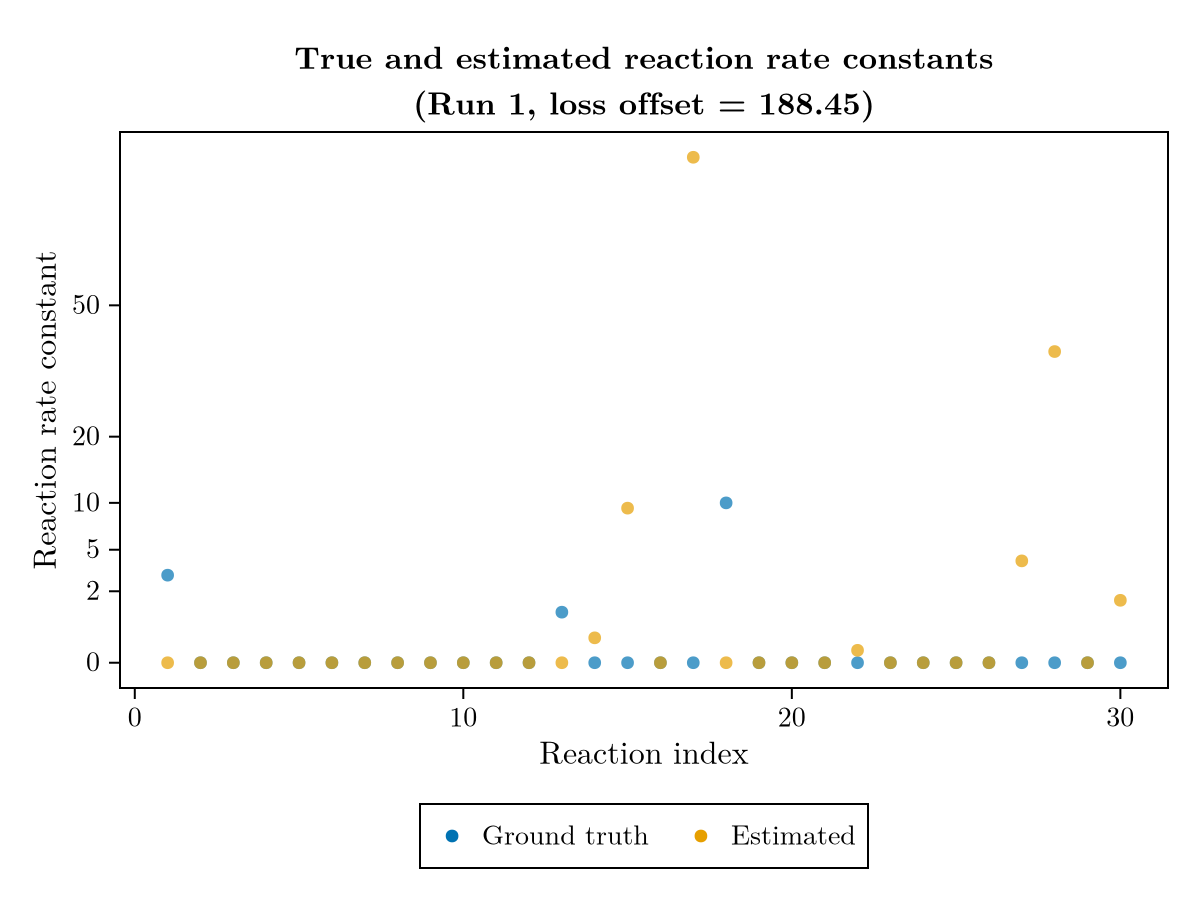 True and estimated reaction rate constants
(Run 1, loss offset = 188.45)
Reaction rate constant
50
20
10
5
2
0
0 10 20 30
Reaction index
Ground truth Estimated